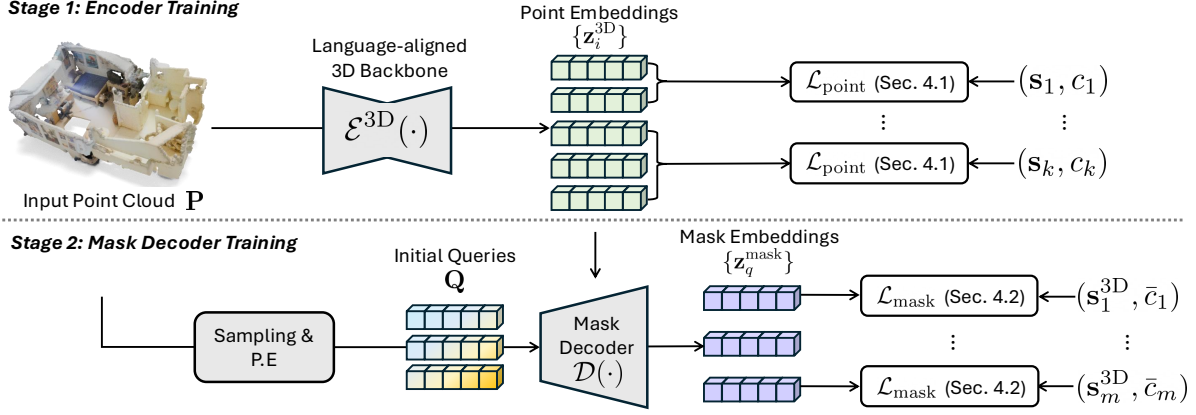 Stage 1: Encoder Training
Point Embeddings
{z_i^{3D}}
Language-aligned
3D Backbone
ℰ^{3D}(·)
ℒ_point (Sec. 4.1)
(s_1, c_1)
⋮
⋮
ℒ_point (Sec. 4.1)
(s_k, c_k)
Input Point Cloud P
Stage 2: Mask Decoder Training
Initial Queries
Q
Mask Embeddings
{z_q^{mask}}
Sampling &
P.E
Mask
Decoder
𝒟(·)
ℒ_mask (Sec. 4.2)
(s_1^{3D}, c̄_1)
⋮
⋮
ℒ_mask (Sec. 4.2)
(s_m^{3D}, c̄_m)